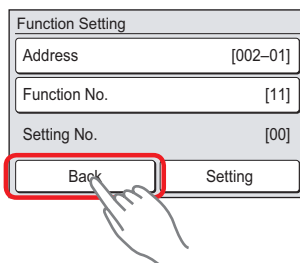 Function Setting
Address [002–01]
Function No. [11]
Setting No. [00]
Back Setting